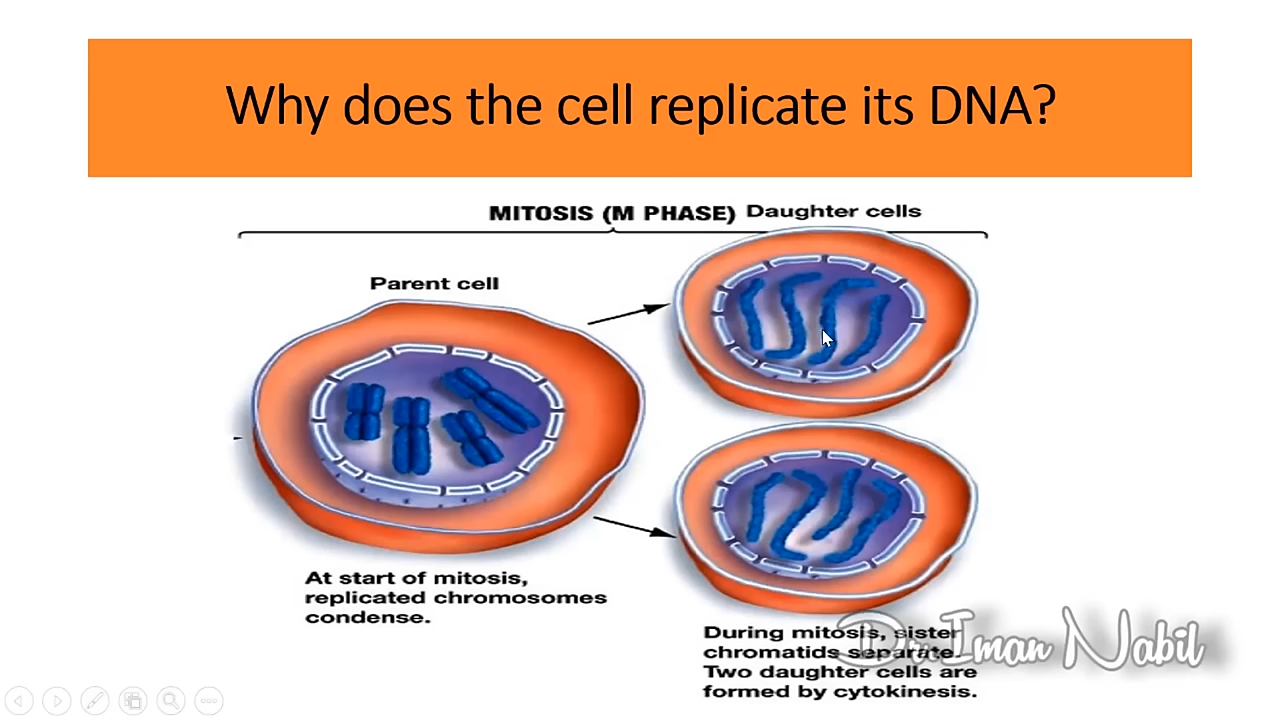 Why does the cell replicate its DNA?
MITOSIS (M PHASE) Daughter cells
Parent cell
At start of mitosis,
replicated chromosomes
condense.
During mitosis, sister
chromatids separate.
Two daughter cells are
formed by cytokinesis.
Dr.Iman Nabil